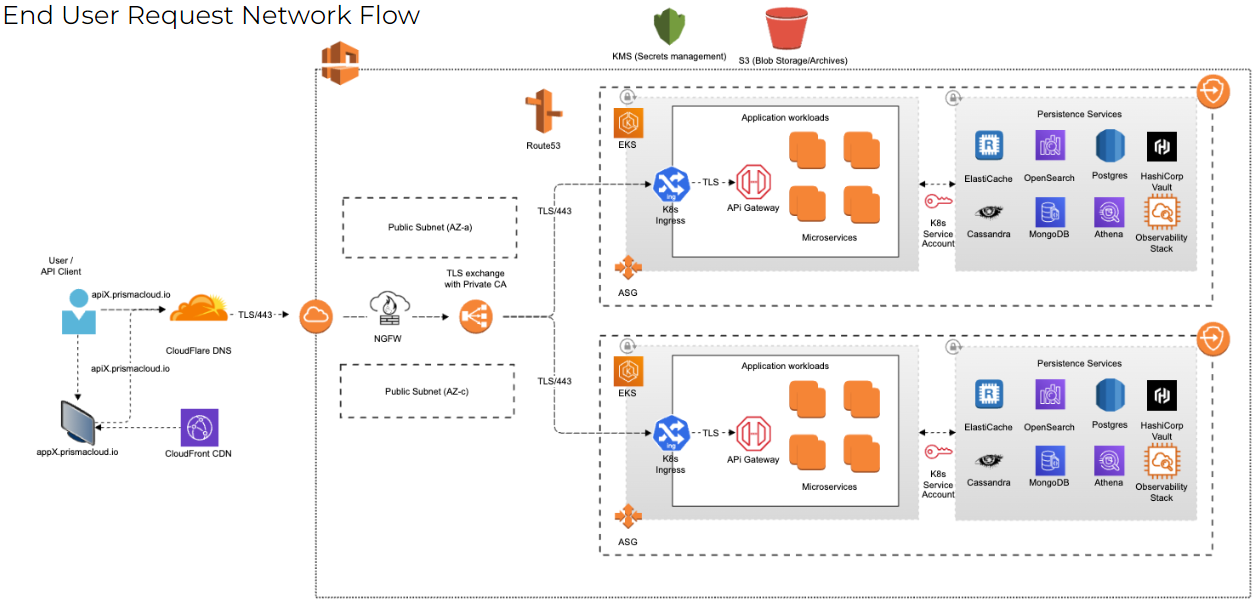 End User Request Network Flow
KMS (Secrets management)
S3 (Blob Storage/Archives)
Route53
Public Subnet (AZ-a)
User /
API Client
apiX.prismacloud.io
CloudFlare DNS
TLS/443
apiX.prismacloud.io
appX.prismacloud.io
CloudFront CDN
NGFW
TLS exchange
with Private CA
Public Subnet (AZ-c)
TLS/443
TLS/443
EKS
Application workloads
ing
K8s
Ingress
TLS
APi Gateway
Microservices
ASG
K8s
Service
Account
Persistence Services
R
ElastiCache
OpenSearch
Postgres
HashiCorp
Vault
Cassandra
MongoDB
Athena
Observability
Stack
EKS
Application workloads
ing
K8s
Ingress
TLS
APi Gateway
Microservices
ASG
K8s
Service
Account
Persistence Services
R
ElastiCache
OpenSearch
Postgres
HashiCorp
Vault
Cassandra
MongoDB
Athena
Observability
Stack